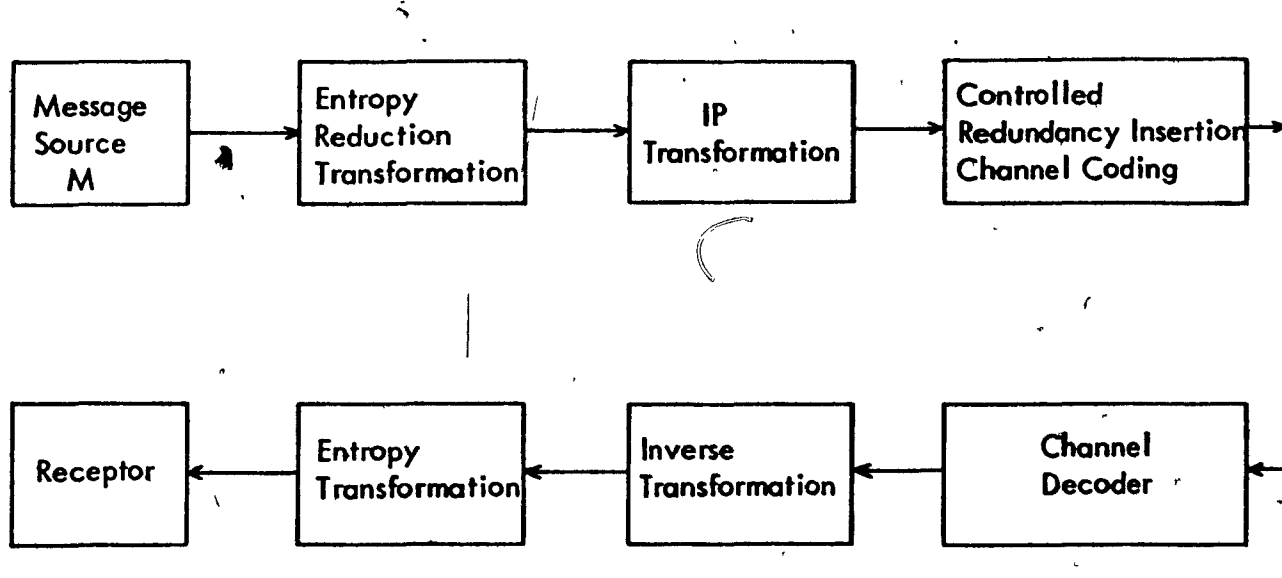 Message
Source
M
Entropy
Reduction
Transformation
IP
Transformation
Controlled
Redundancy Insertion
Channel Coding
Receptor
Entropy
Transformation
Inverse
Transformation
Channel
Decoder